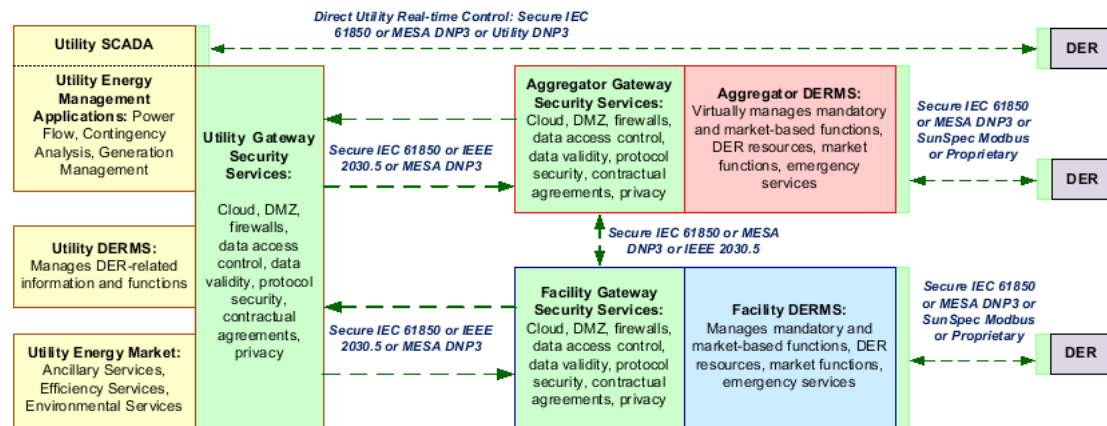 Direct Utility Real-time Control: Secure IEC
61850 or MESA DNP3 or Utility DNP3
Utility SCADA
DER
Utility Energy
Management
Applications: Power
Flow, Contingency
Analysis, Generation
Management
Utility DERMS:
Manages DER-related
information and functions
Utility Energy Market:
Ancillary Services,
Efficiency Services,
Environmental Services
Utility Gateway
Security
Services:
Cloud, DMZ,
firewalls,
data access
control, data
validity, protocol
security,
contractual
agreements,
privacy
Secure IEC 61850 or IEEE
2030.5 or MESA DNP3
Secure IEC 61850 or IEEE
2030.5 or MESA DNP3
Aggregator Gateway
Security Services:
Cloud, DMZ, firewalls,
data access control,
data validity, protocol
security, contractual
agreements, privacy
Aggregator DERMS:
Virtually manages mandatory
and market-based functions,
DER resources, market
functions, emergency
services
Secure IEC 61850
or MESA DNP3 or
SunSpec Modbus
or Proprietary
DER
Secure IEC 61850 or MESA
DNP3 or IEEE 2030.5
Facility Gateway
Security Services:
Cloud, DMZ, firewalls,
data access control,
data validity, protocol
security, contractual
agreements, privacy
Facility DERMS:
Manages mandatory and
market-based functions, DER
resources, market functions,
emergency services
Secure IEC 61850
or MESA DNP3 or
SunSpec Modbus
or Proprietary
DER